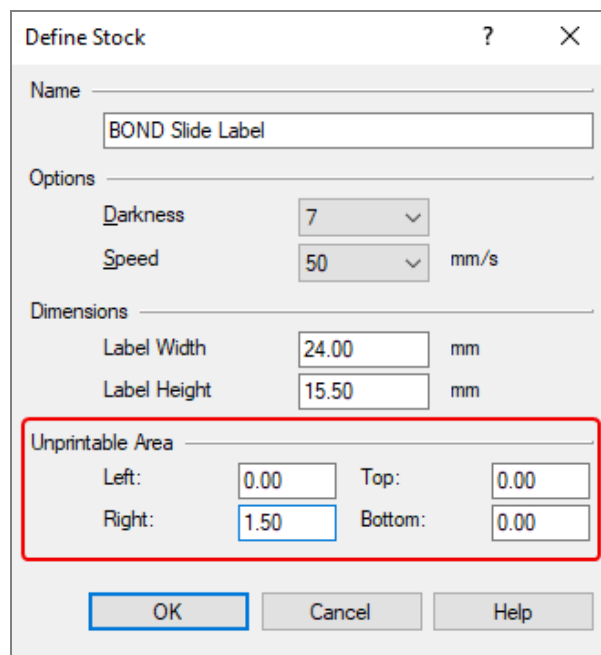 Define Stock ? ×
Name
BOND Slide Label
Options
Darkness 7
Speed 50 mm/s
Dimensions
Label Width 24.00 mm
Label Height 15.50 mm
Unprintable Area
Left: 0.00 Top: 0.00
Right: 1.50 Bottom: 0.00
OK Cancel Help